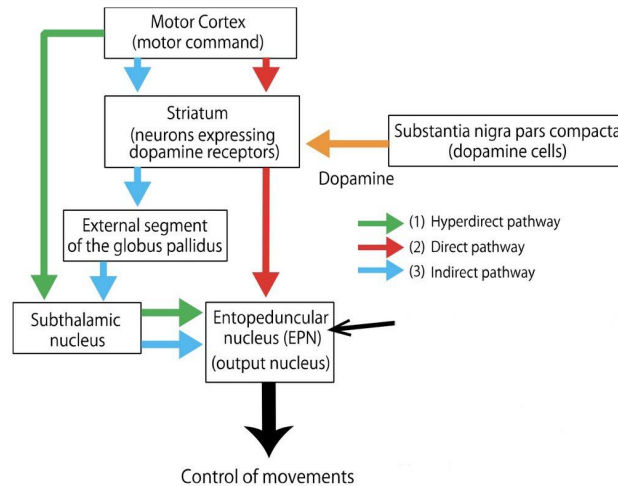 Motor Cortex
(motor command)
Striatum
(neurons expressing
dopamine receptors)
Substantia nigra pars compacta
(dopamine cells)
Dopamine
External segment
of the globus pallidus
(1) Hyperdirect pathway
(2) Direct pathway
(3) Indirect pathway
Subthalamic
nucleus
Entopeduncular
nucleus (EPN)
(output nucleus)
Control of movements